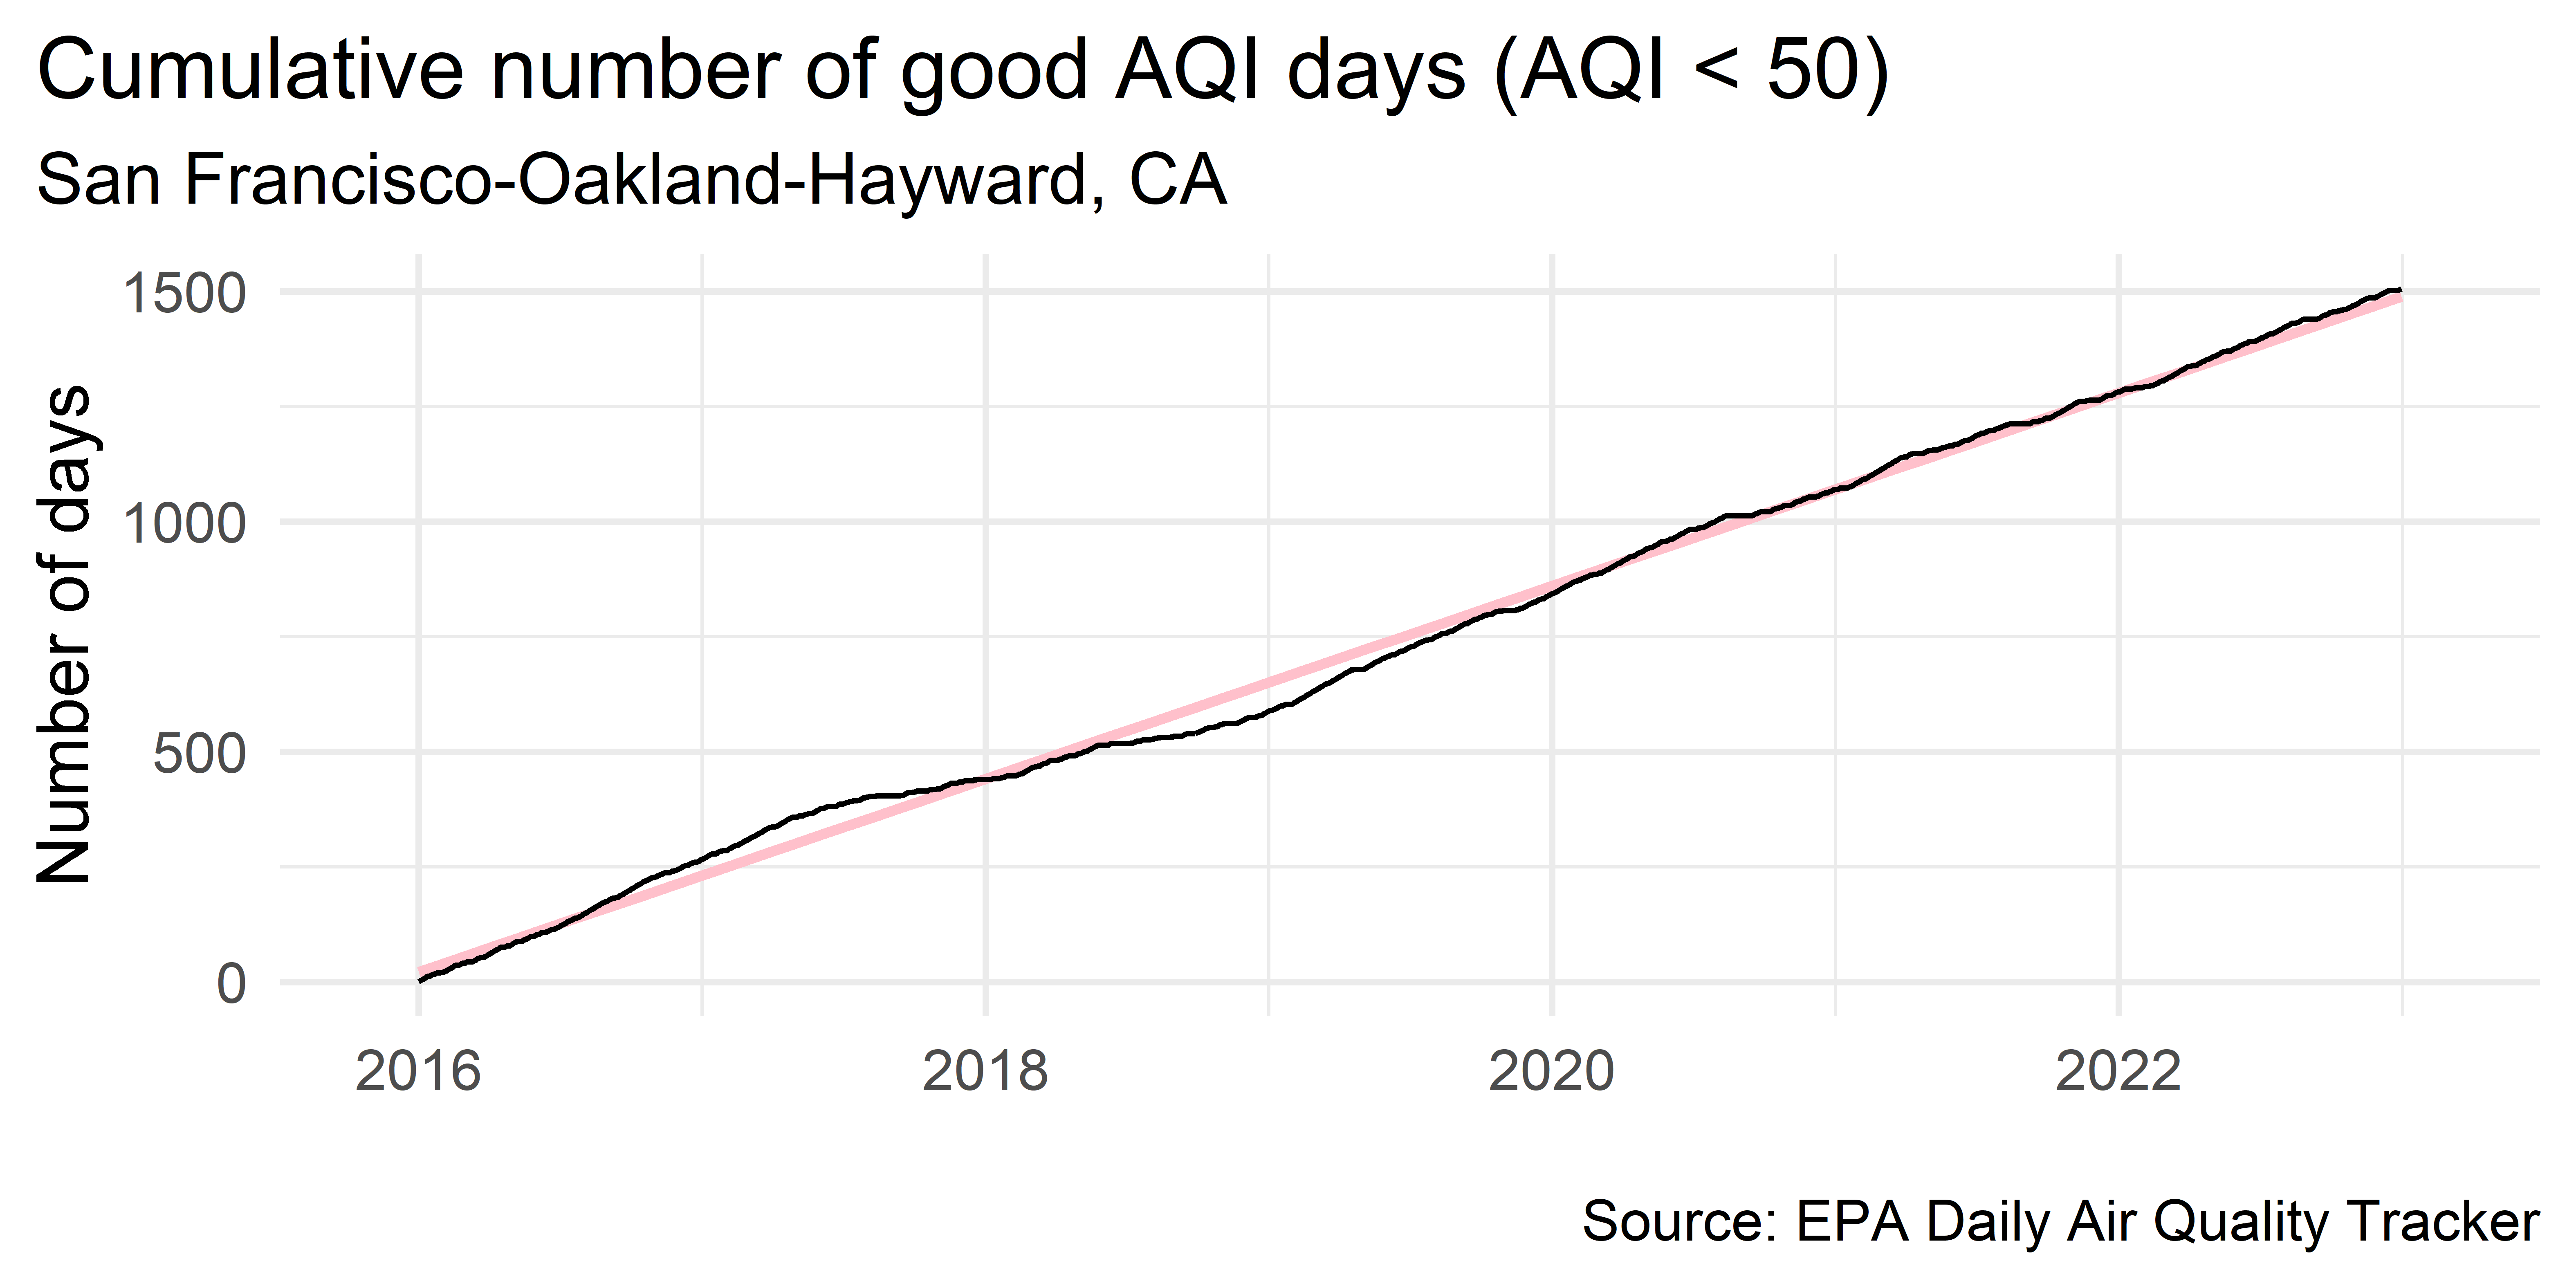 Cumulative number of good AQI days (AQI < 50)
San Francisco-Oakland-Hayward, CA
Number of days
1500
1000
500
0
2016 2018 2020 2022
Source: EPA Daily Air Quality Tracker